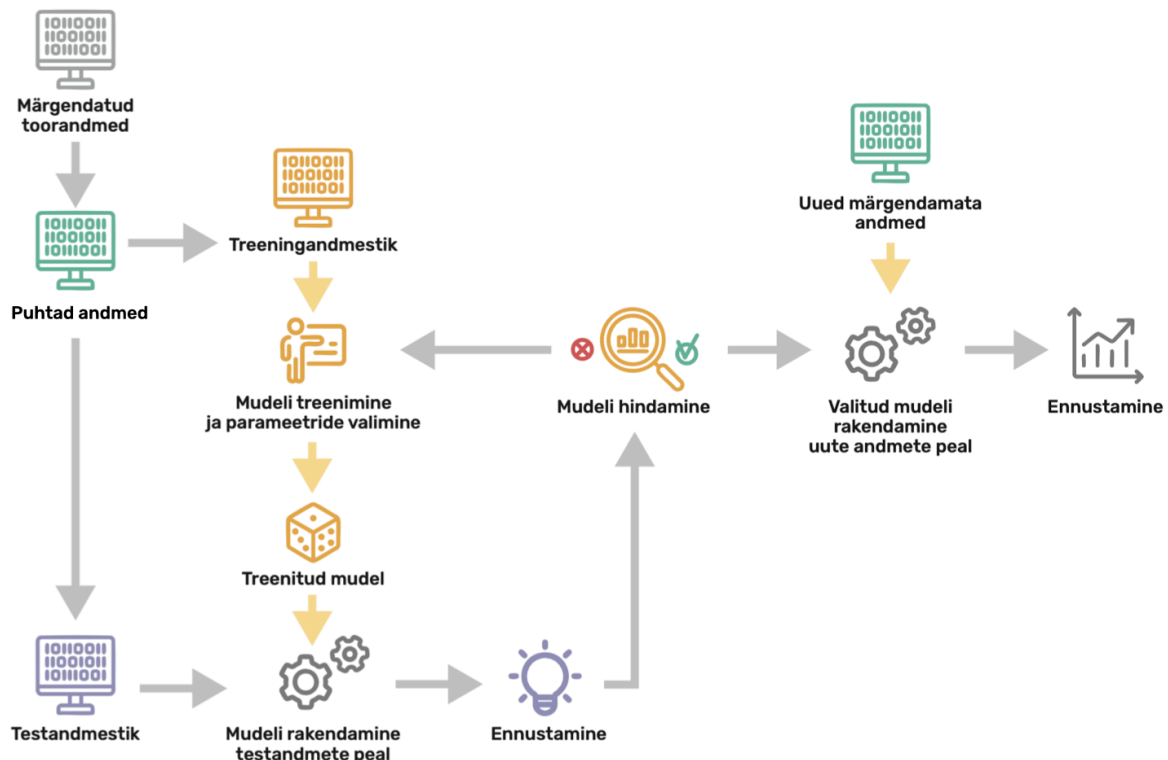 Märgendatud
toorandmed
Puhtad andmed
Treeningandmestik
Mudeli treenimine
ja parameetride valimine
Treenitud mudel
Testandmestik
Mudeli rakendamine
testandmete peal
Ennustamine
Mudeli hindamine
Uued märgendamata
andmed
Valitud mudeli
rakendamine
uute andmete peal
Ennustamine